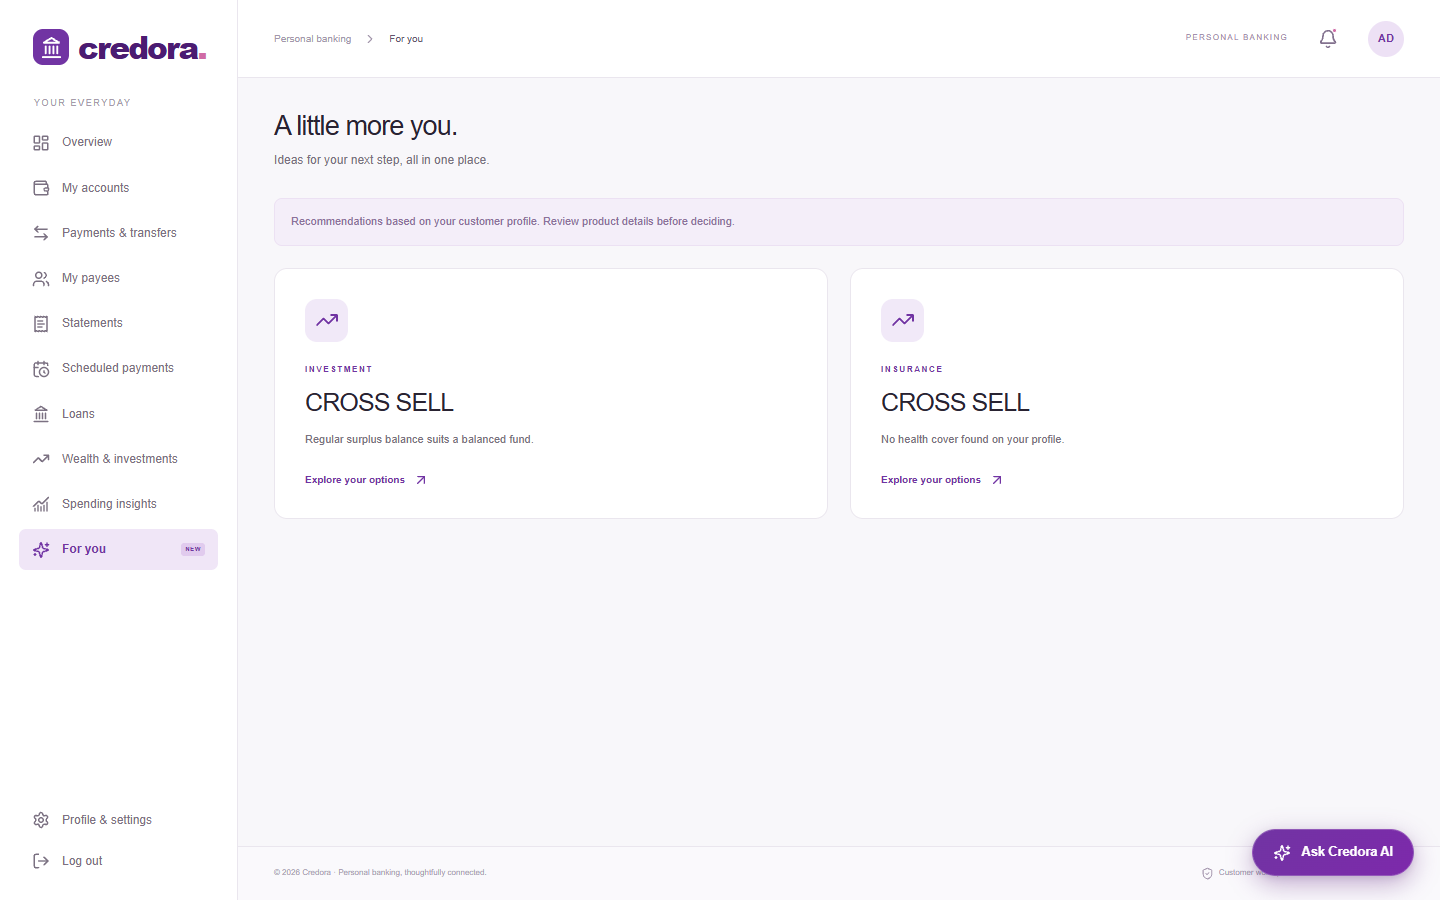 credora.
YOUR EVERYDAY
Overview
My accounts
Payments & transfers
My payees
Statements
Scheduled payments
Loans
Wealth & investments
Spending insights
For you NEW
Profile & settings
Log out
Personal banking > For you
PERSONAL BANKING
AD
A little more you.
Ideas for your next step, all in one place.
Recommendations based on your customer profile. Review product details before deciding.
INVESTMENT
CROSS SELL
Regular surplus balance suits a balanced fund.
Explore your options
INSURANCE
CROSS SELL
No health cover found on your profile.
Explore your options
© 2026 Credora · Personal banking, thoughtfully connected.
Customer
Ask Credora AI